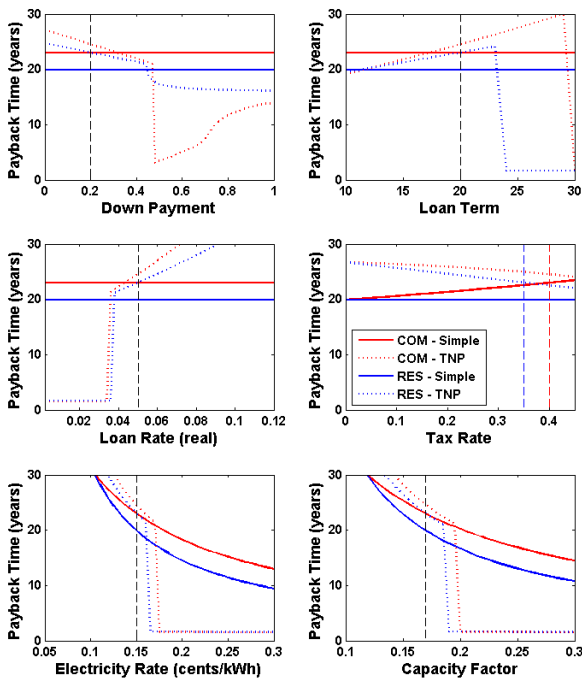 30
20
10
0
Payback Time (years)
0 0.2 0.4 0.6 0.8 1
Down Payment
30
20
10
0
Payback Time (years)
10 15 20 25 30
Loan Term
30
20
10
0
Payback Time (years)
0.02 0.04 0.06 0.08 0.10 0.12
Loan Rate (real)
30
20
10
0
Payback Time (years)
0.1 0.2 0.3 0.4
Tax Rate
COM - Simple
COM - TNP
RES - Simple
RES - TNP
30
20
10
0
Payback Time (years)
0.05 0.1 0.15 0.2 0.25 0.3
Electricity Rate (cents/kWh)
30
20
10
0
Payback Time (years)
0.1 0.15 0.2 0.25 0.3
Capacity Factor